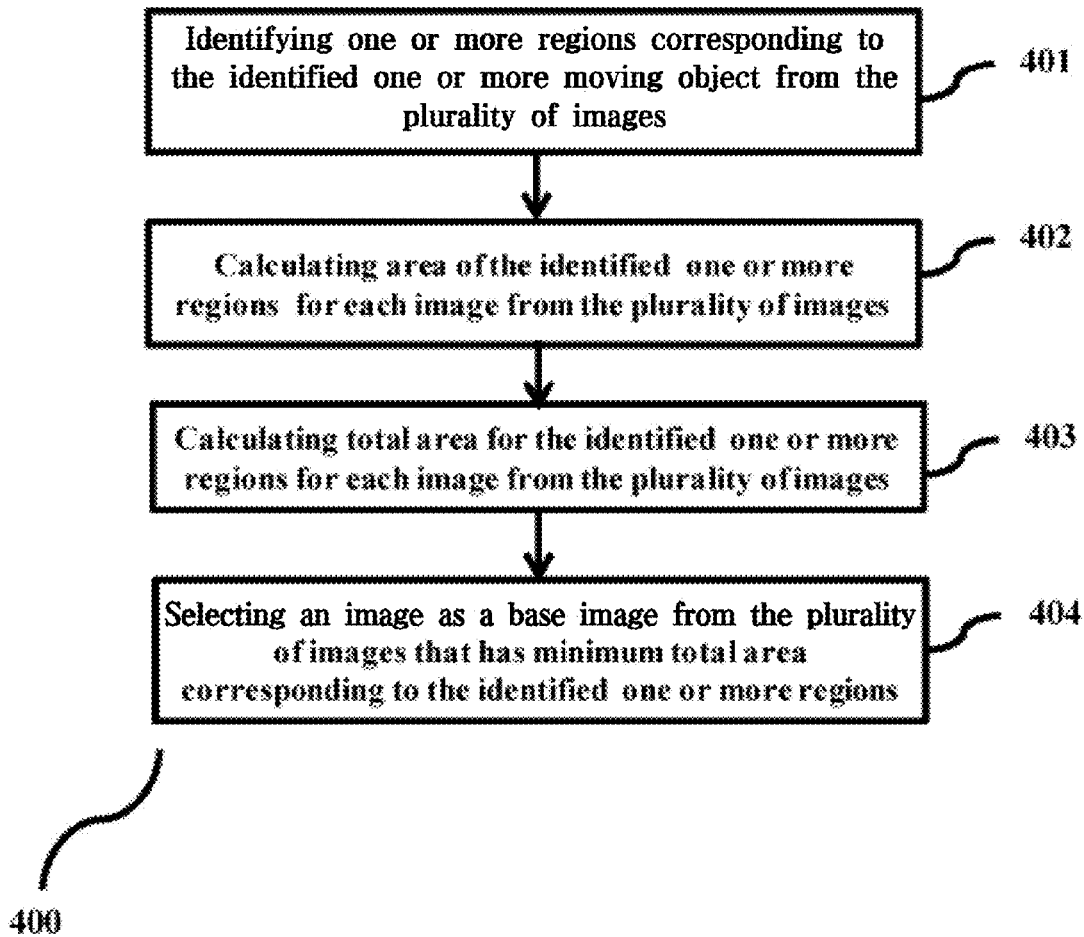 Identifying one or more regions corresponding to
the identified one or more moving object from the
plurality of images
401
Calculating area of the identified one or more
regions for each image from the plurality of images
402
Calculating total area for the identified one or more
regions for each image from the plurality of images
403
Selecting an image as a base image from the plurality
of images that has minimum total area
corresponding to the identified one or more regions
404
400